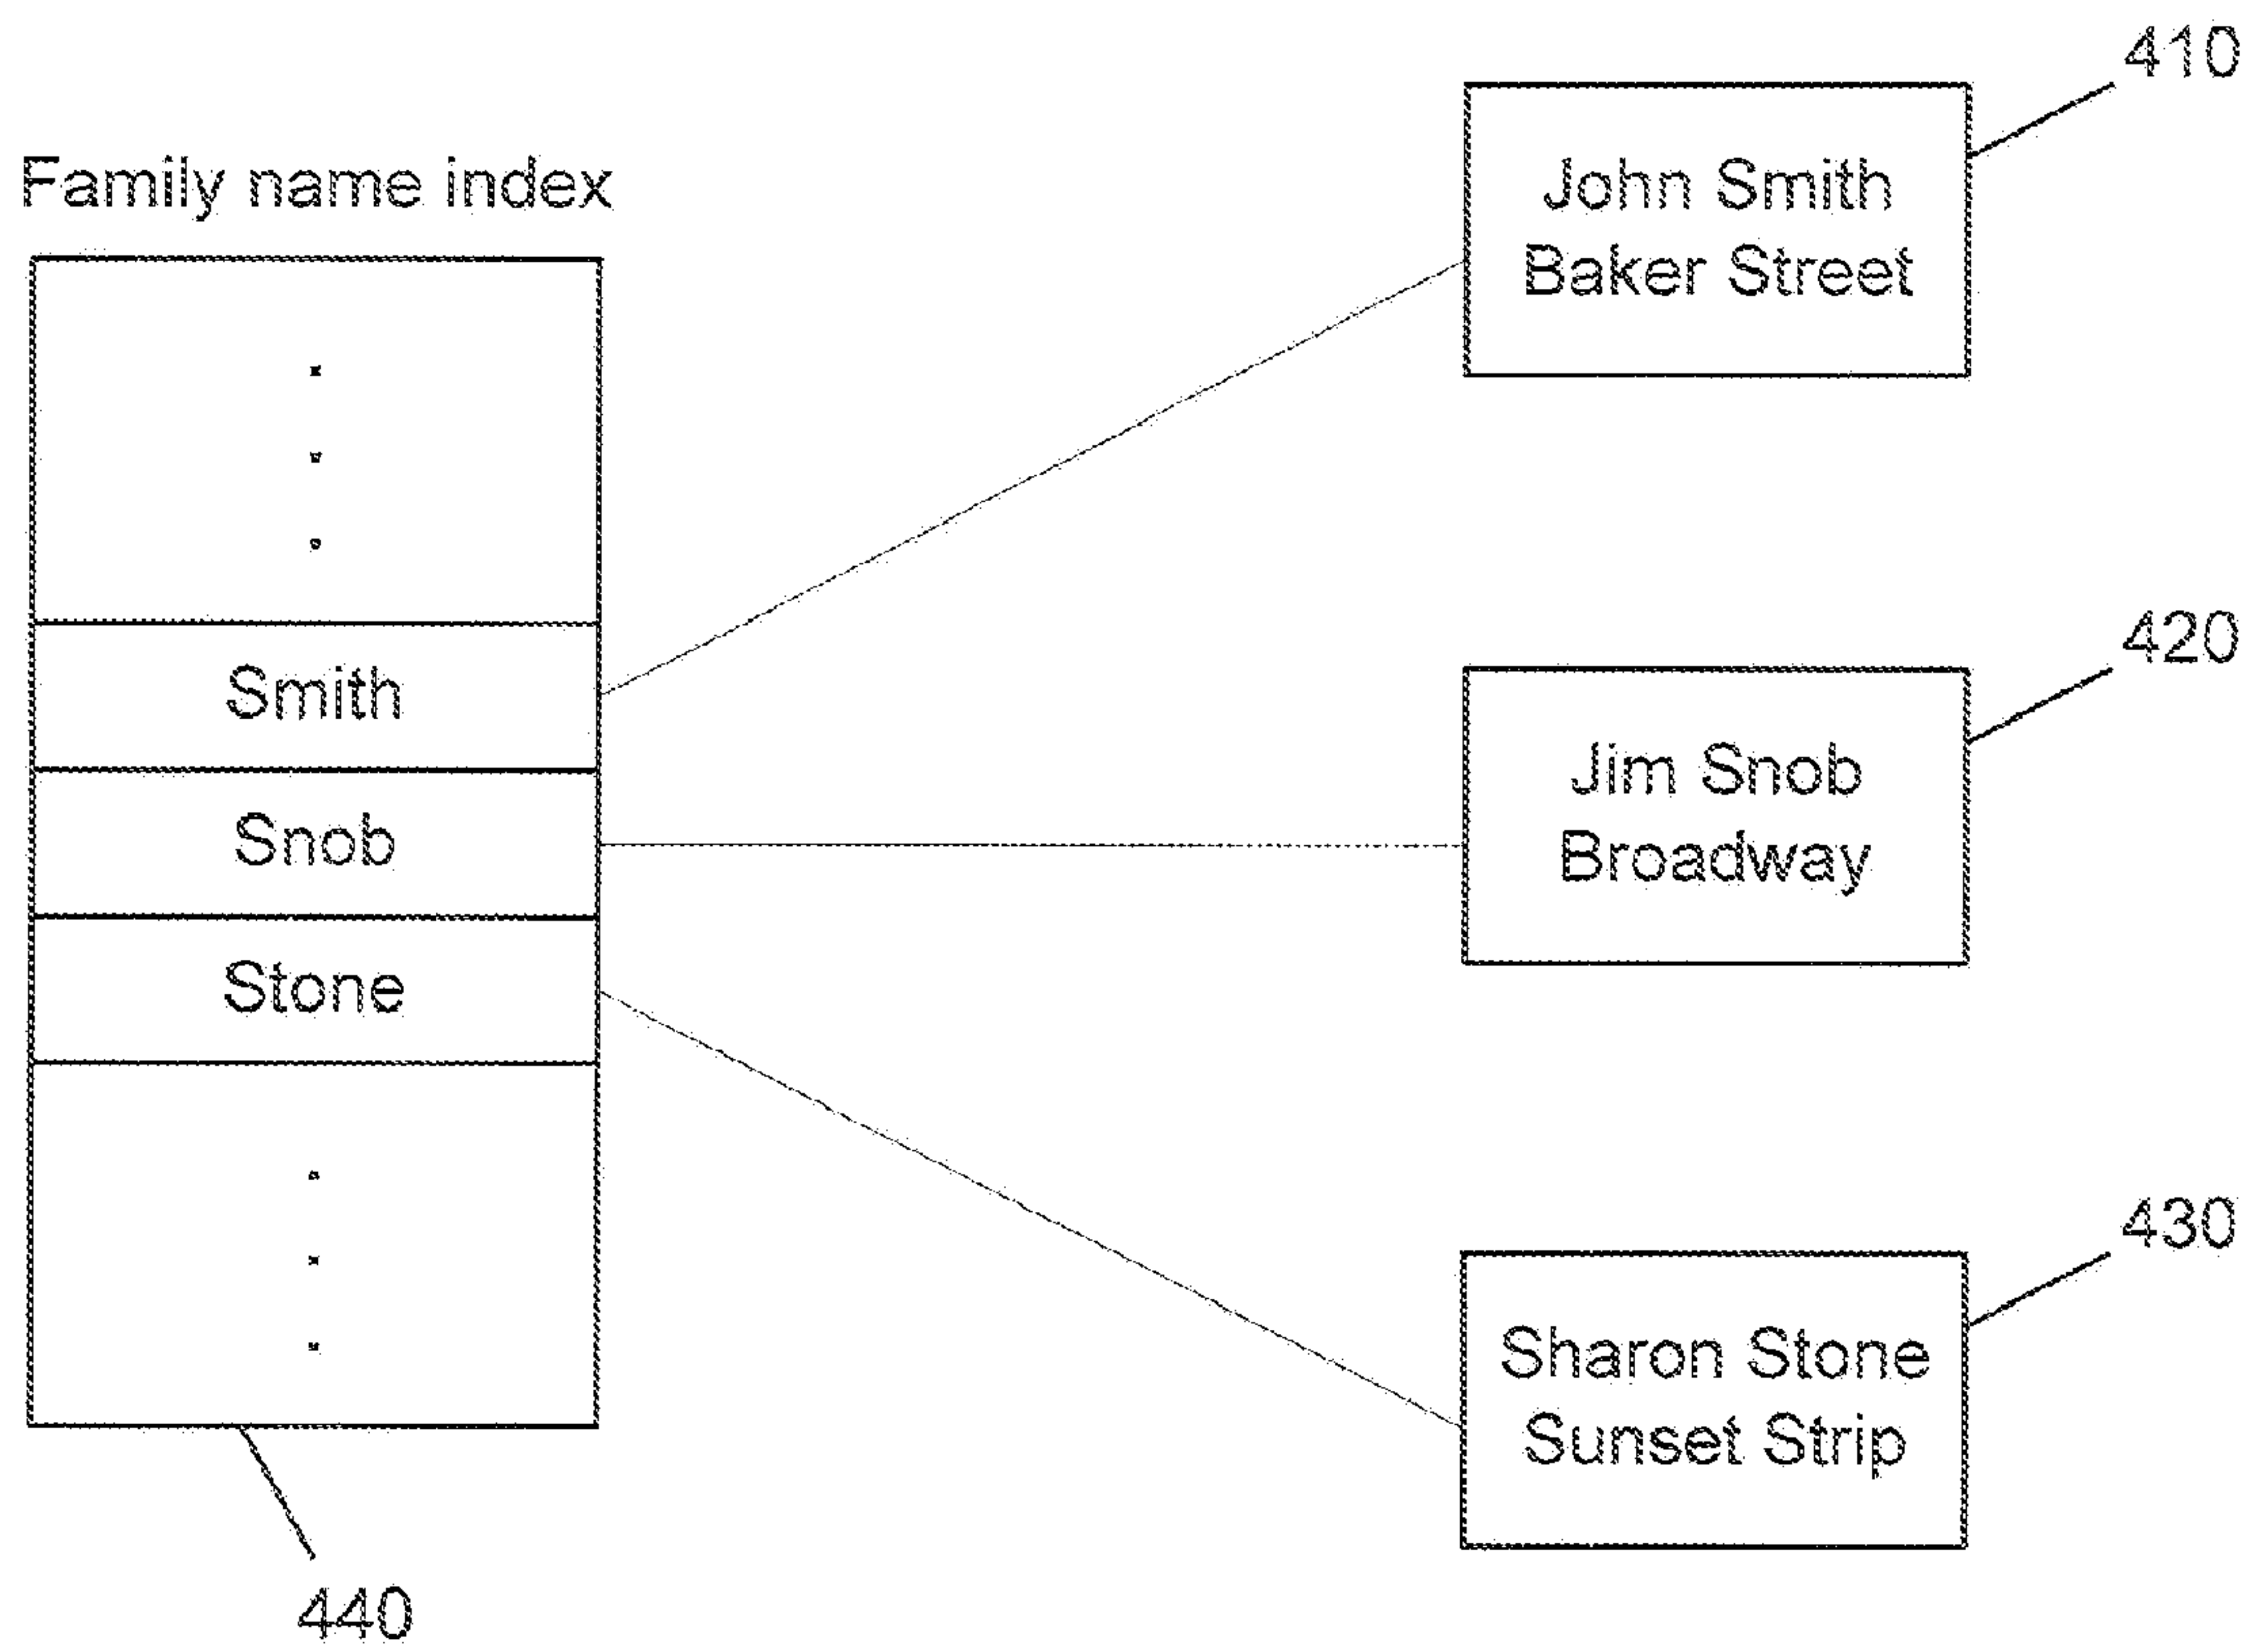 Family name index
Smith
Snob
Stone
440
410
John Smith
Baker Street
420
Jim Snob
Broadway
430
Sharon Stone
Sunset Strip